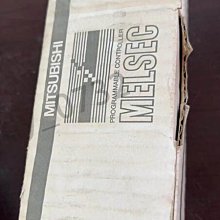 MITSUBISHI
PROGRAMMABLE CONTROLLER
MELSEC